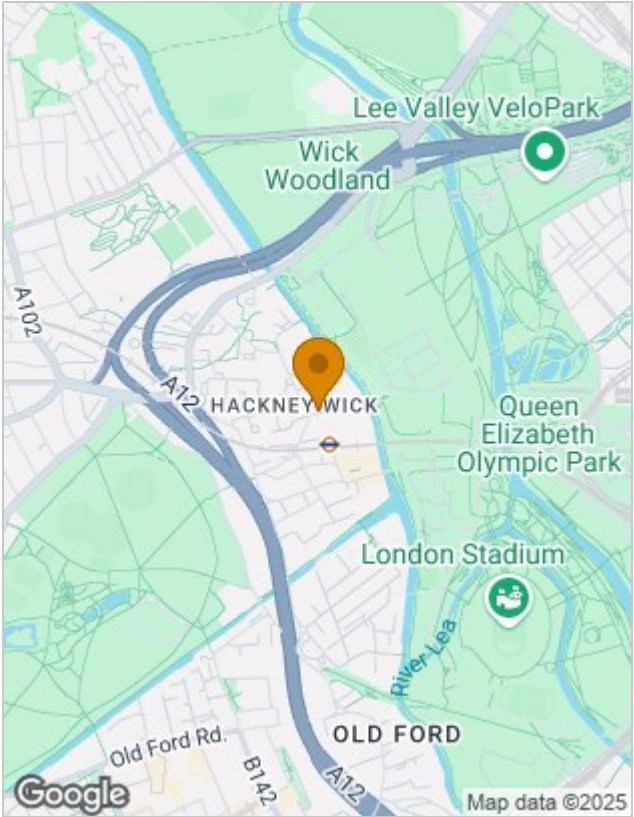 Lee Valley VeloPark
Wick
Woodland
A102
A12
HACKNEY WICK
Queen
Elizabeth
Olympic Park
London Stadium
River Lea
OLD FORD
Old Ford Rd.
B142
A12
Google
Map data ©2025